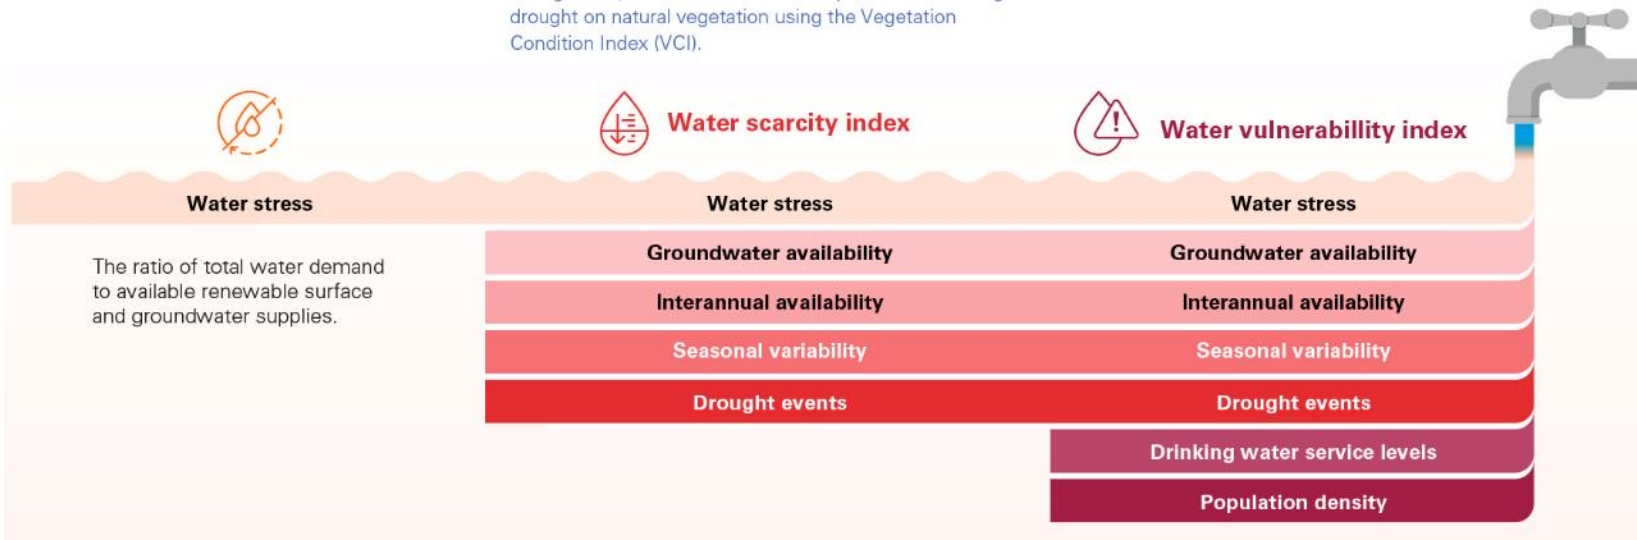 drought on natural vegetation using the Vegetation
Condition Index (VCI).
Water scarcity index
Water vulnerabillity index
Water stress
Water stress
Water stress
The ratio of total water demand
to available renewable surface
and groundwater supplies.
Groundwater availability
Groundwater availability
Interannual availability
Interannual availability
Seasonal variability
Seasonal variability
Drought events
Drought events
Drinking water service levels
Population density